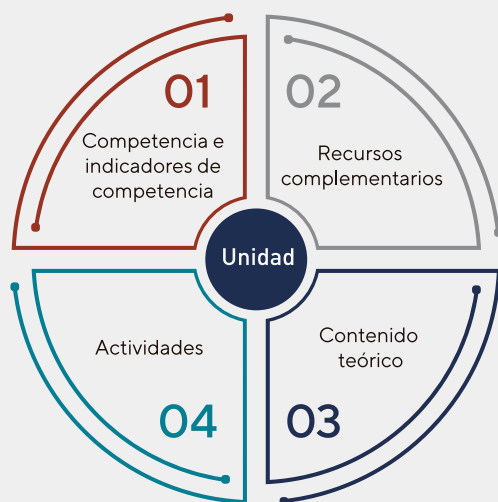 01
Competencia e
indicadores de
competencia
02
Recursos
complementarios
Unidad
Contenido
teórico
03
Actividades
04